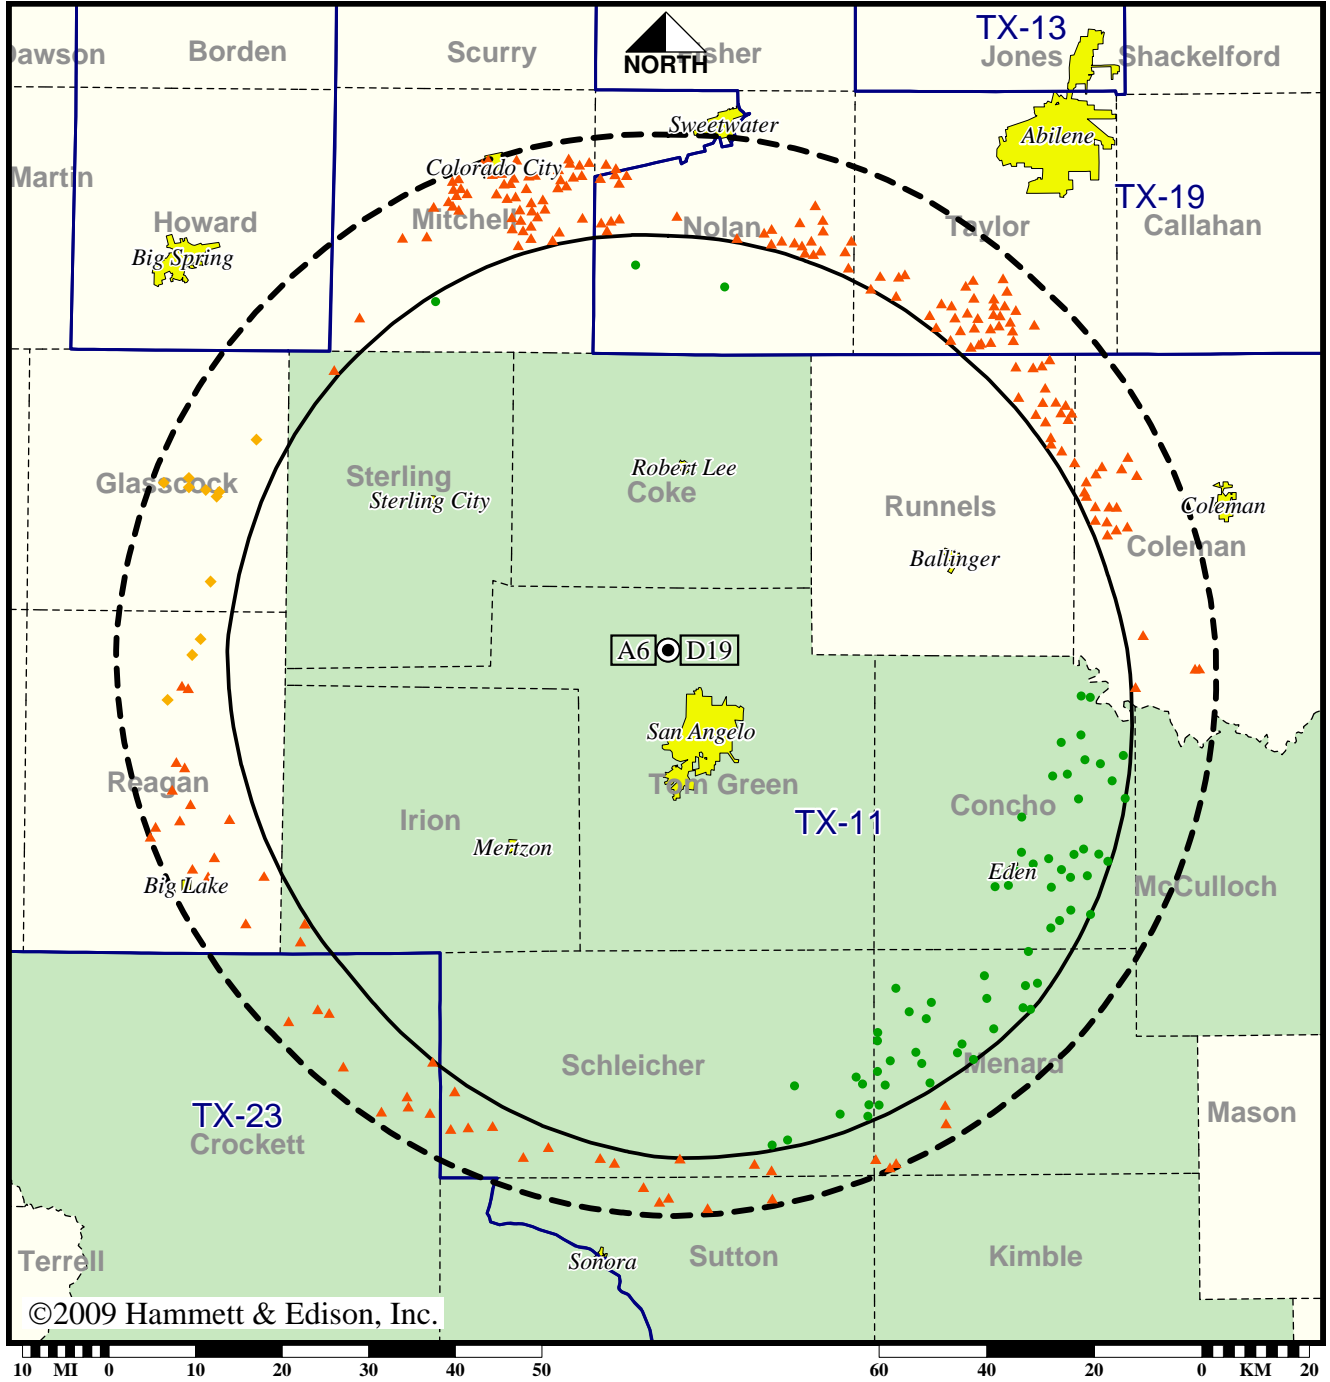 TX-13
Dawson
Borden
Scurry
Fisher
Jones
Shackelford
NORTH
Sweetwater
Abilene
Colorado City
Martin
TX-19
Howard
Mitchell
Nolan
Taylor
Callahan
Big Spring
Glasscock
Sterling
Robert Lee
Coke
Sterling City
Runnels
Coleman
Coleman
Ballinger
A6
D19
San Angelo
Reagan
Tom Green
Irion
TX-11
Concho
Mertzon
Big Lake
Eden
McCulloch
Schleicher
Menard
TX-23
Mason
Crockett
Terrell
Sonora
Sutton
Kimble
©2009 Hammett & Edison, Inc.
10 MI 0 10 20 30 40 50
60 40 20 0 KM 20